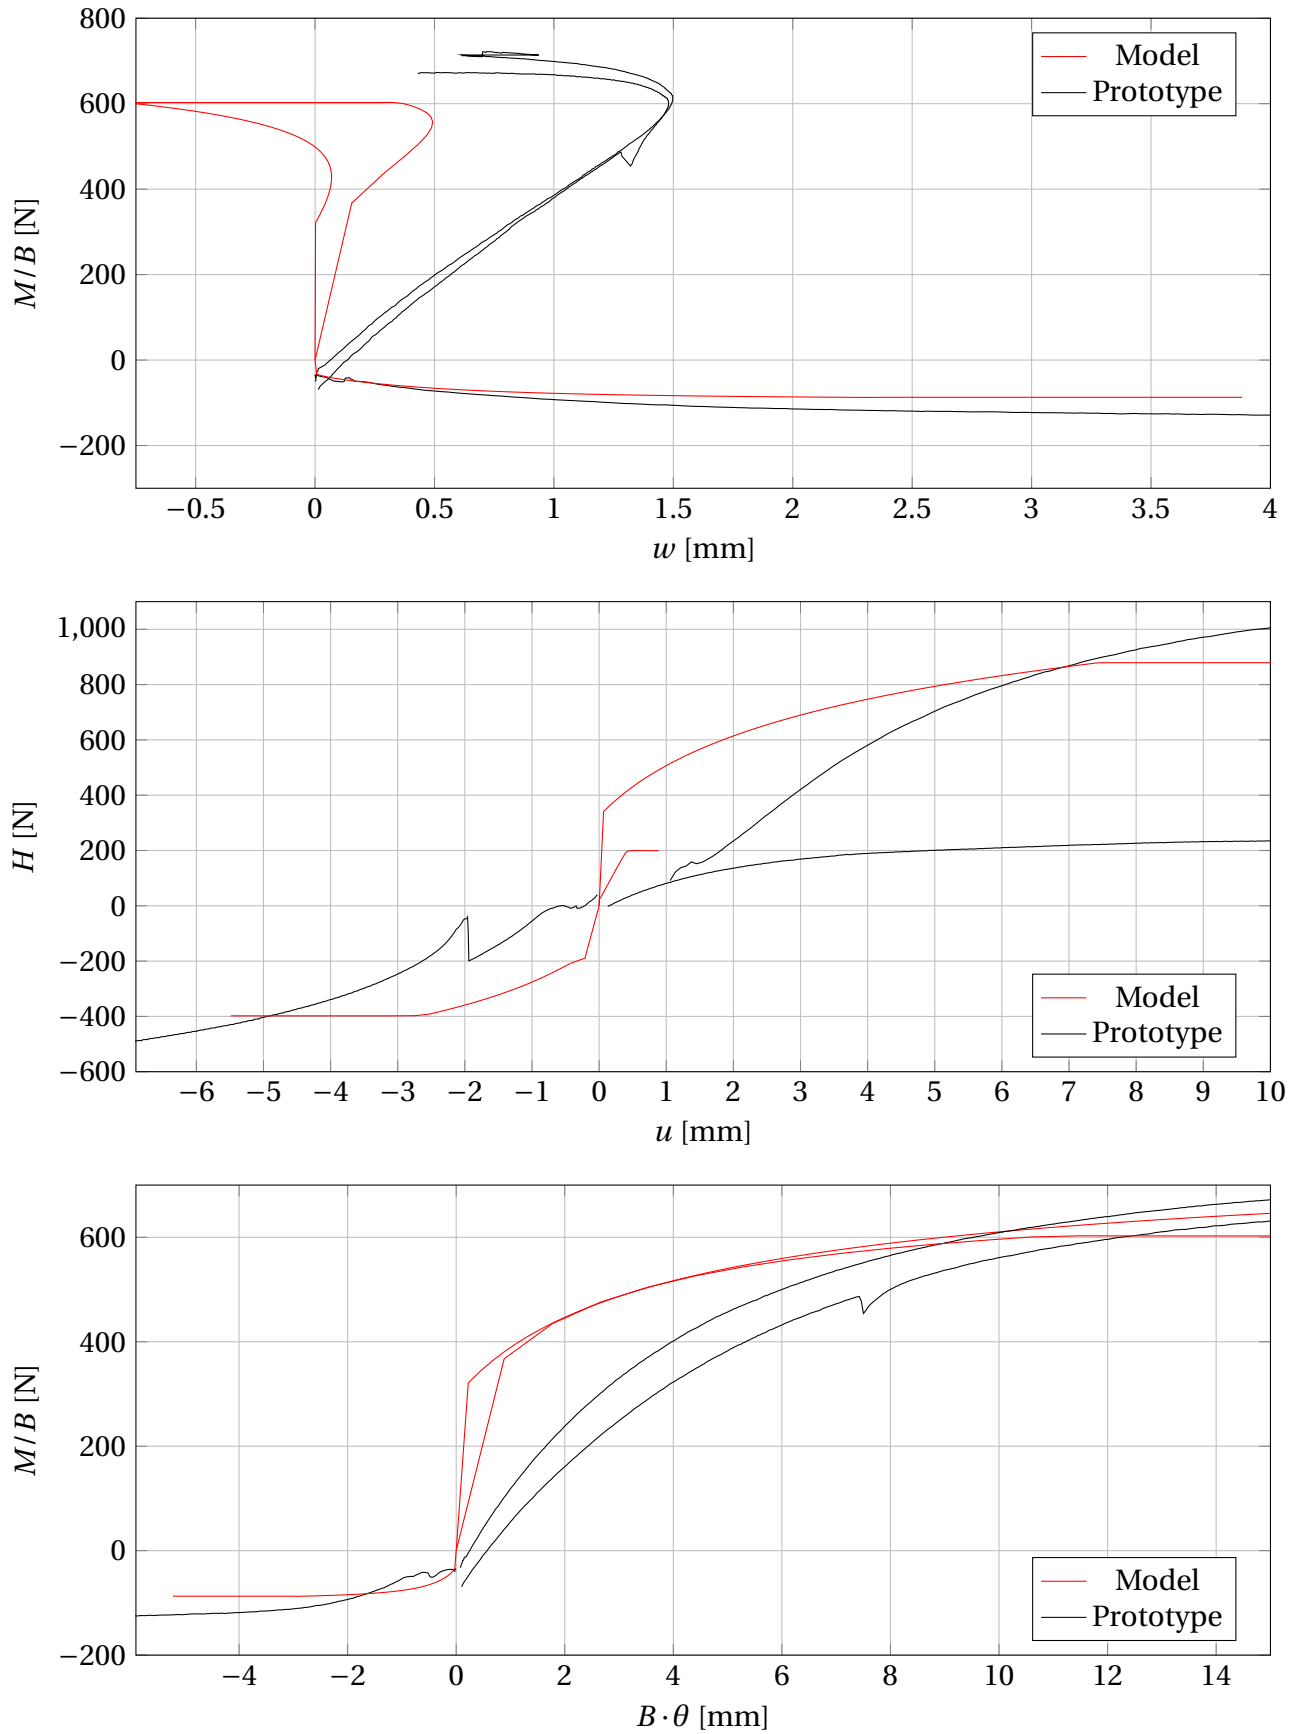 800
600
400
200
0
−200
M/B [N]
−0.5 0 0.5 1 1.5 2 2.5 3 3.5 4
w [mm]
Model
Prototype
1,000
800
600
400
200
0
−200
−400
−600
H [N]
−6 −5 −4 −3 −2 −1 0 1 2 3 4 5 6 7 8 9 10
u [mm]
Model
Prototype
600
400
200
0
−200
M/B [N]
−4 −2 0 2 4 6 8 10 12 14
B · θ [mm]
Model
Prototype